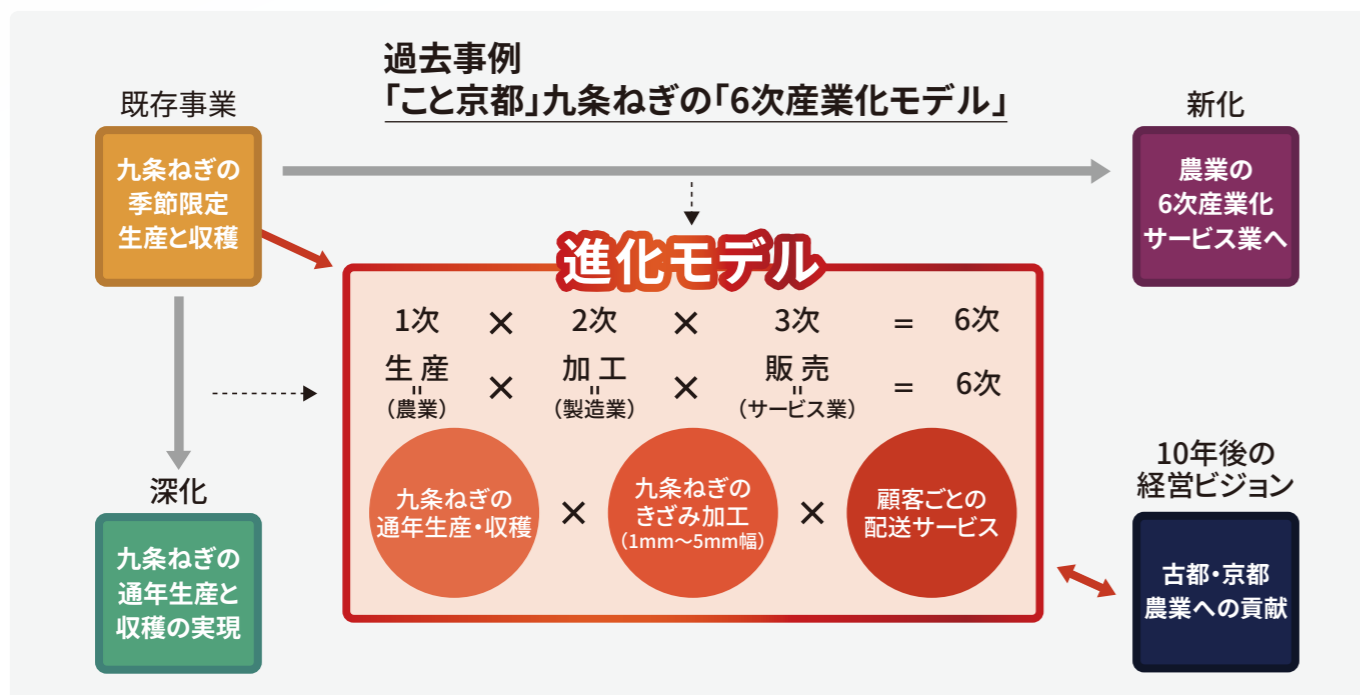 過去事例
「こと京都」九条ねぎの「6次産業化モデル」
既存事業
九条ねぎの
季節限定
生産と収穫
新化
農業の
6次産業化
サービス業へ
進化モデル
1次 × 2次 × 3次 = 6次
生産 × 加工 × 販売 = 6次
= = =
(農業) (製造業) (サービス業)
九条ねぎの
通年生産・収穫
×
九条ねぎの
きざみ加工
(1mm〜5mm幅)
×
顧客ごとの
配送サービス
深化
九条ねぎの
通年生産と
収穫の実現
10年後の
経営ビジョン
古都・京都
農業への貢献